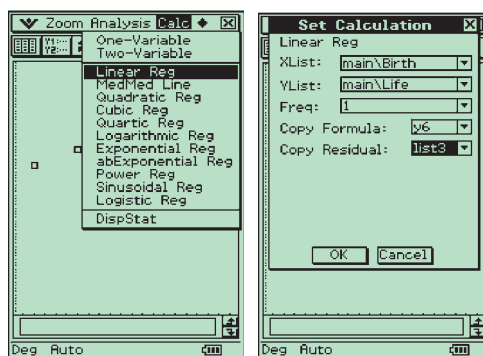 Zoom Analysis Calc
One-Variable
Two-Variable
Linear Reg
MedMed Line
Quadratic Reg
Cubic Reg
Quartic Reg
Logarithmic Reg
Exponential Reg
abExponential Reg
Power Reg
Sinusoidal Reg
Logistic Reg
DispStat
Deg Auto
Set Calculation
Linear Reg
XList: main\Birth
YList: main\Life
Freq: 1
Copy Formula: y6
Copy Residual: list3
OK Cancel
Deg Auto